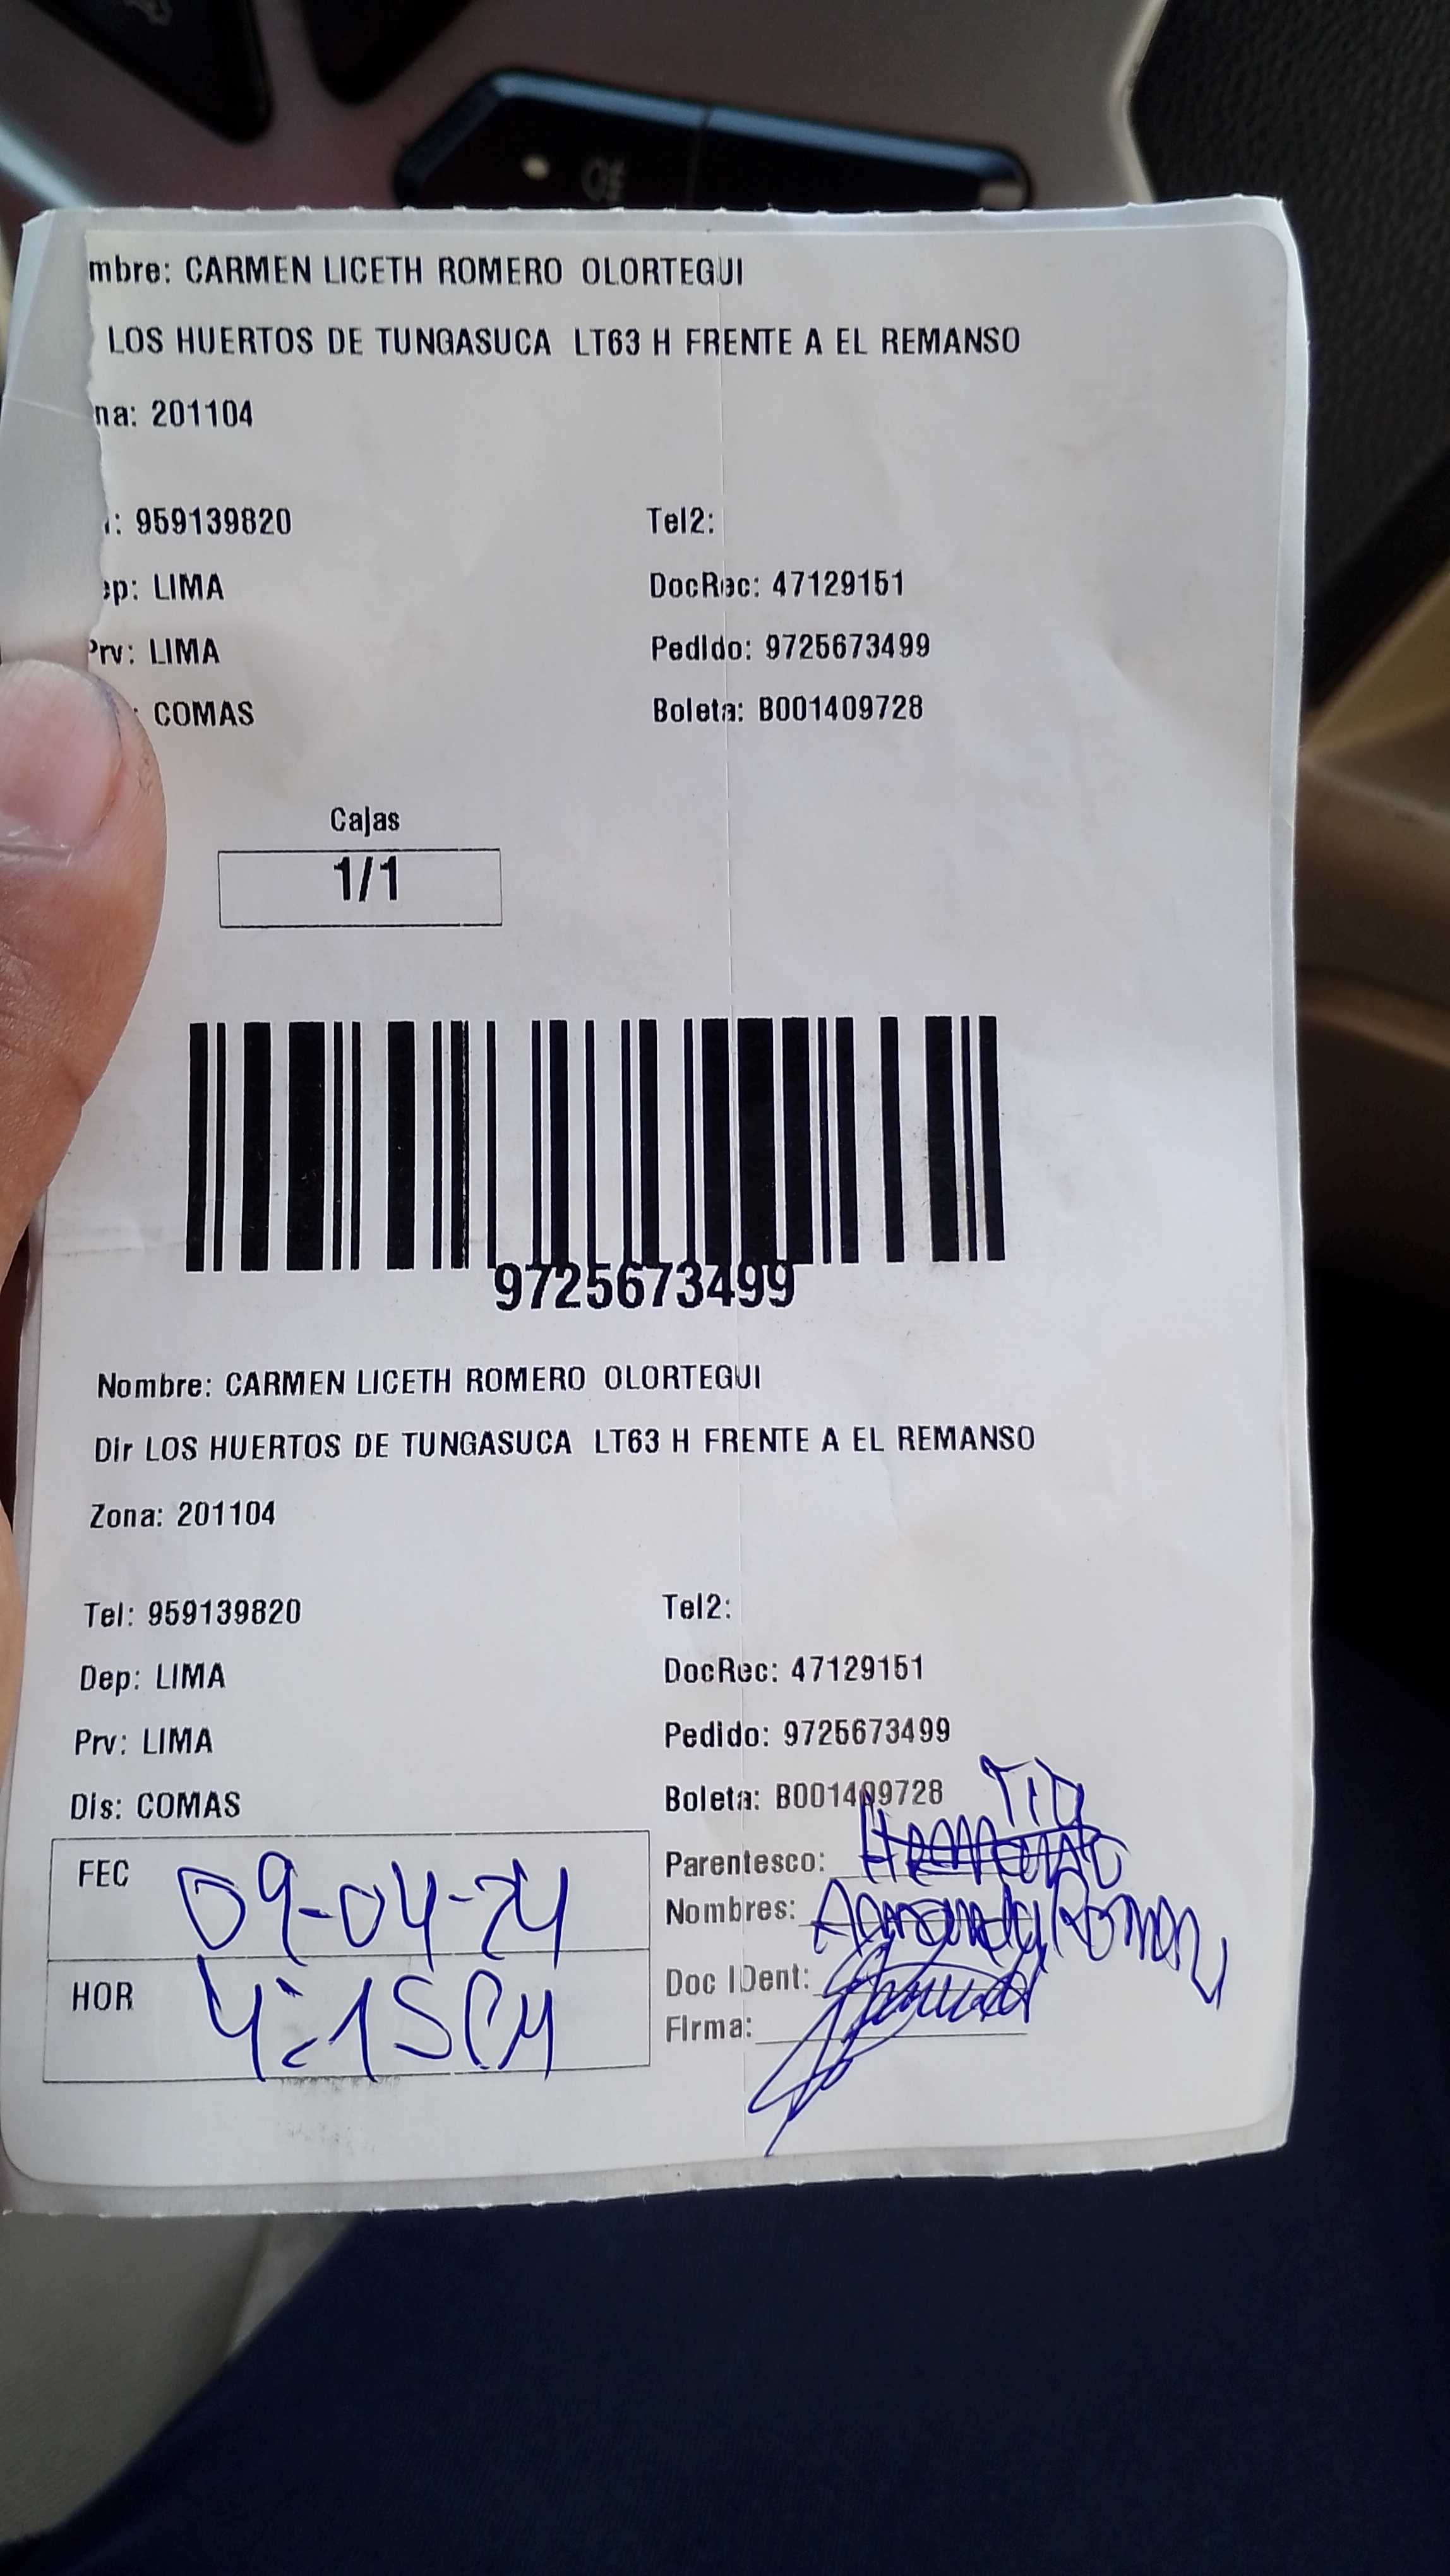 mbre: CARMEN LICETH ROMERO OLORTEGUI
LOS HUERTOS DE TUNGASUCA LT63 H FRENTE A EL REMANSO
na: 201104
: 959139820 Tel2:
ep: LIMA DocRec: 47129151
Prv: LIMA Pedido: 9725673499
: COMAS Boleta: B001409728
Cajas
1/1
9725673499
Nombre: CARMEN LICETH ROMERO OLORTEGUI
Dir LOS HUERTOS DE TUNGASUCA LT63 H FRENTE A EL REMANSO
Zona: 201104
Tel: 959139820 Tel2:
Dep: LIMA DocRec: 47129151
Prv: LIMA Pedido: 9725673499
Dis: COMAS Boleta: B001409728
Parentesco:
FEC 09-04-24 Nombres:
HOR 4:15PM Doc IDent:
Firma: